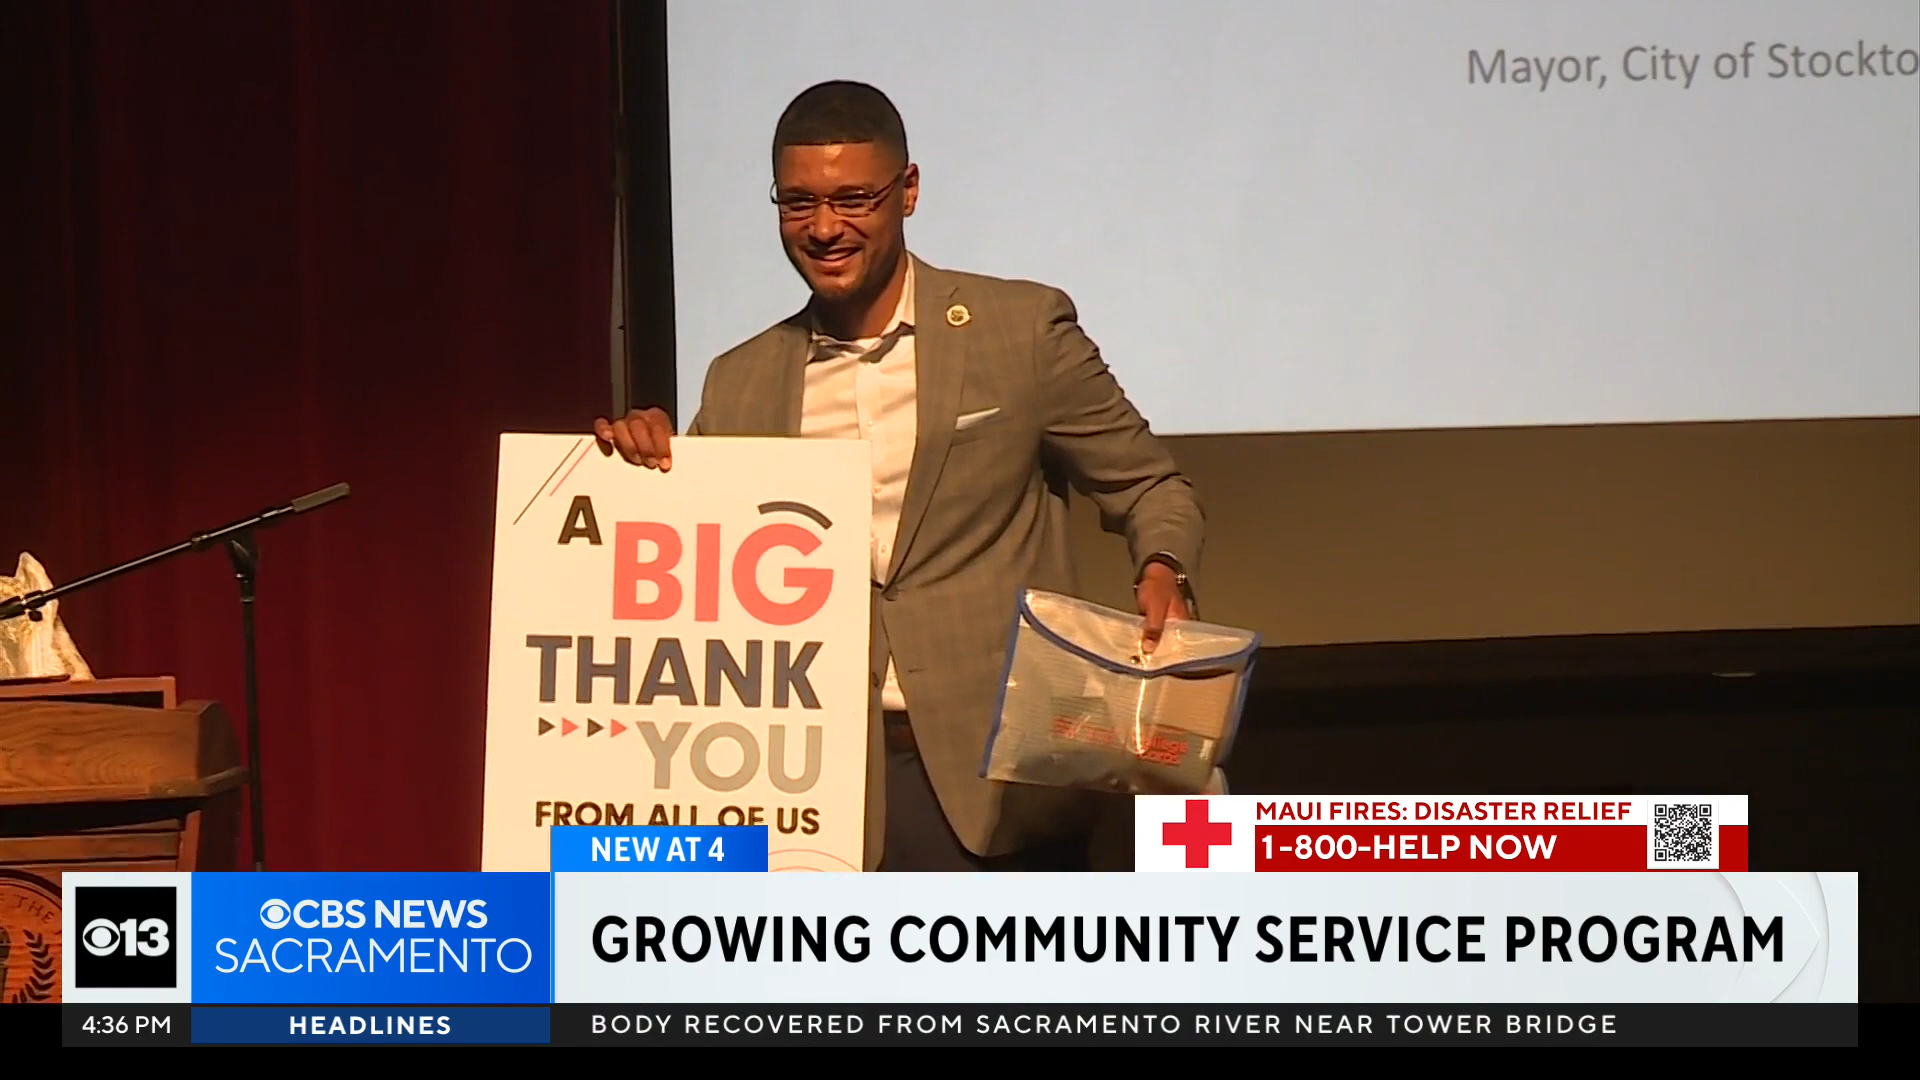 Mayor, City of Stockto
A
BIG
THANK
YOU
FROM ALL OF US
College
Corps
MAUI FIRES: DISASTER RELIEF
1-800-HELP NOW
NEW AT 4
13
CBS NEWS
SACRAMENTO
GROWING COMMUNITY SERVICE PROGRAM
4:36 PM
HEADLINES
BODY RECOVERED FROM SACRAMENTO RIVER NEAR TOWER BRIDGE